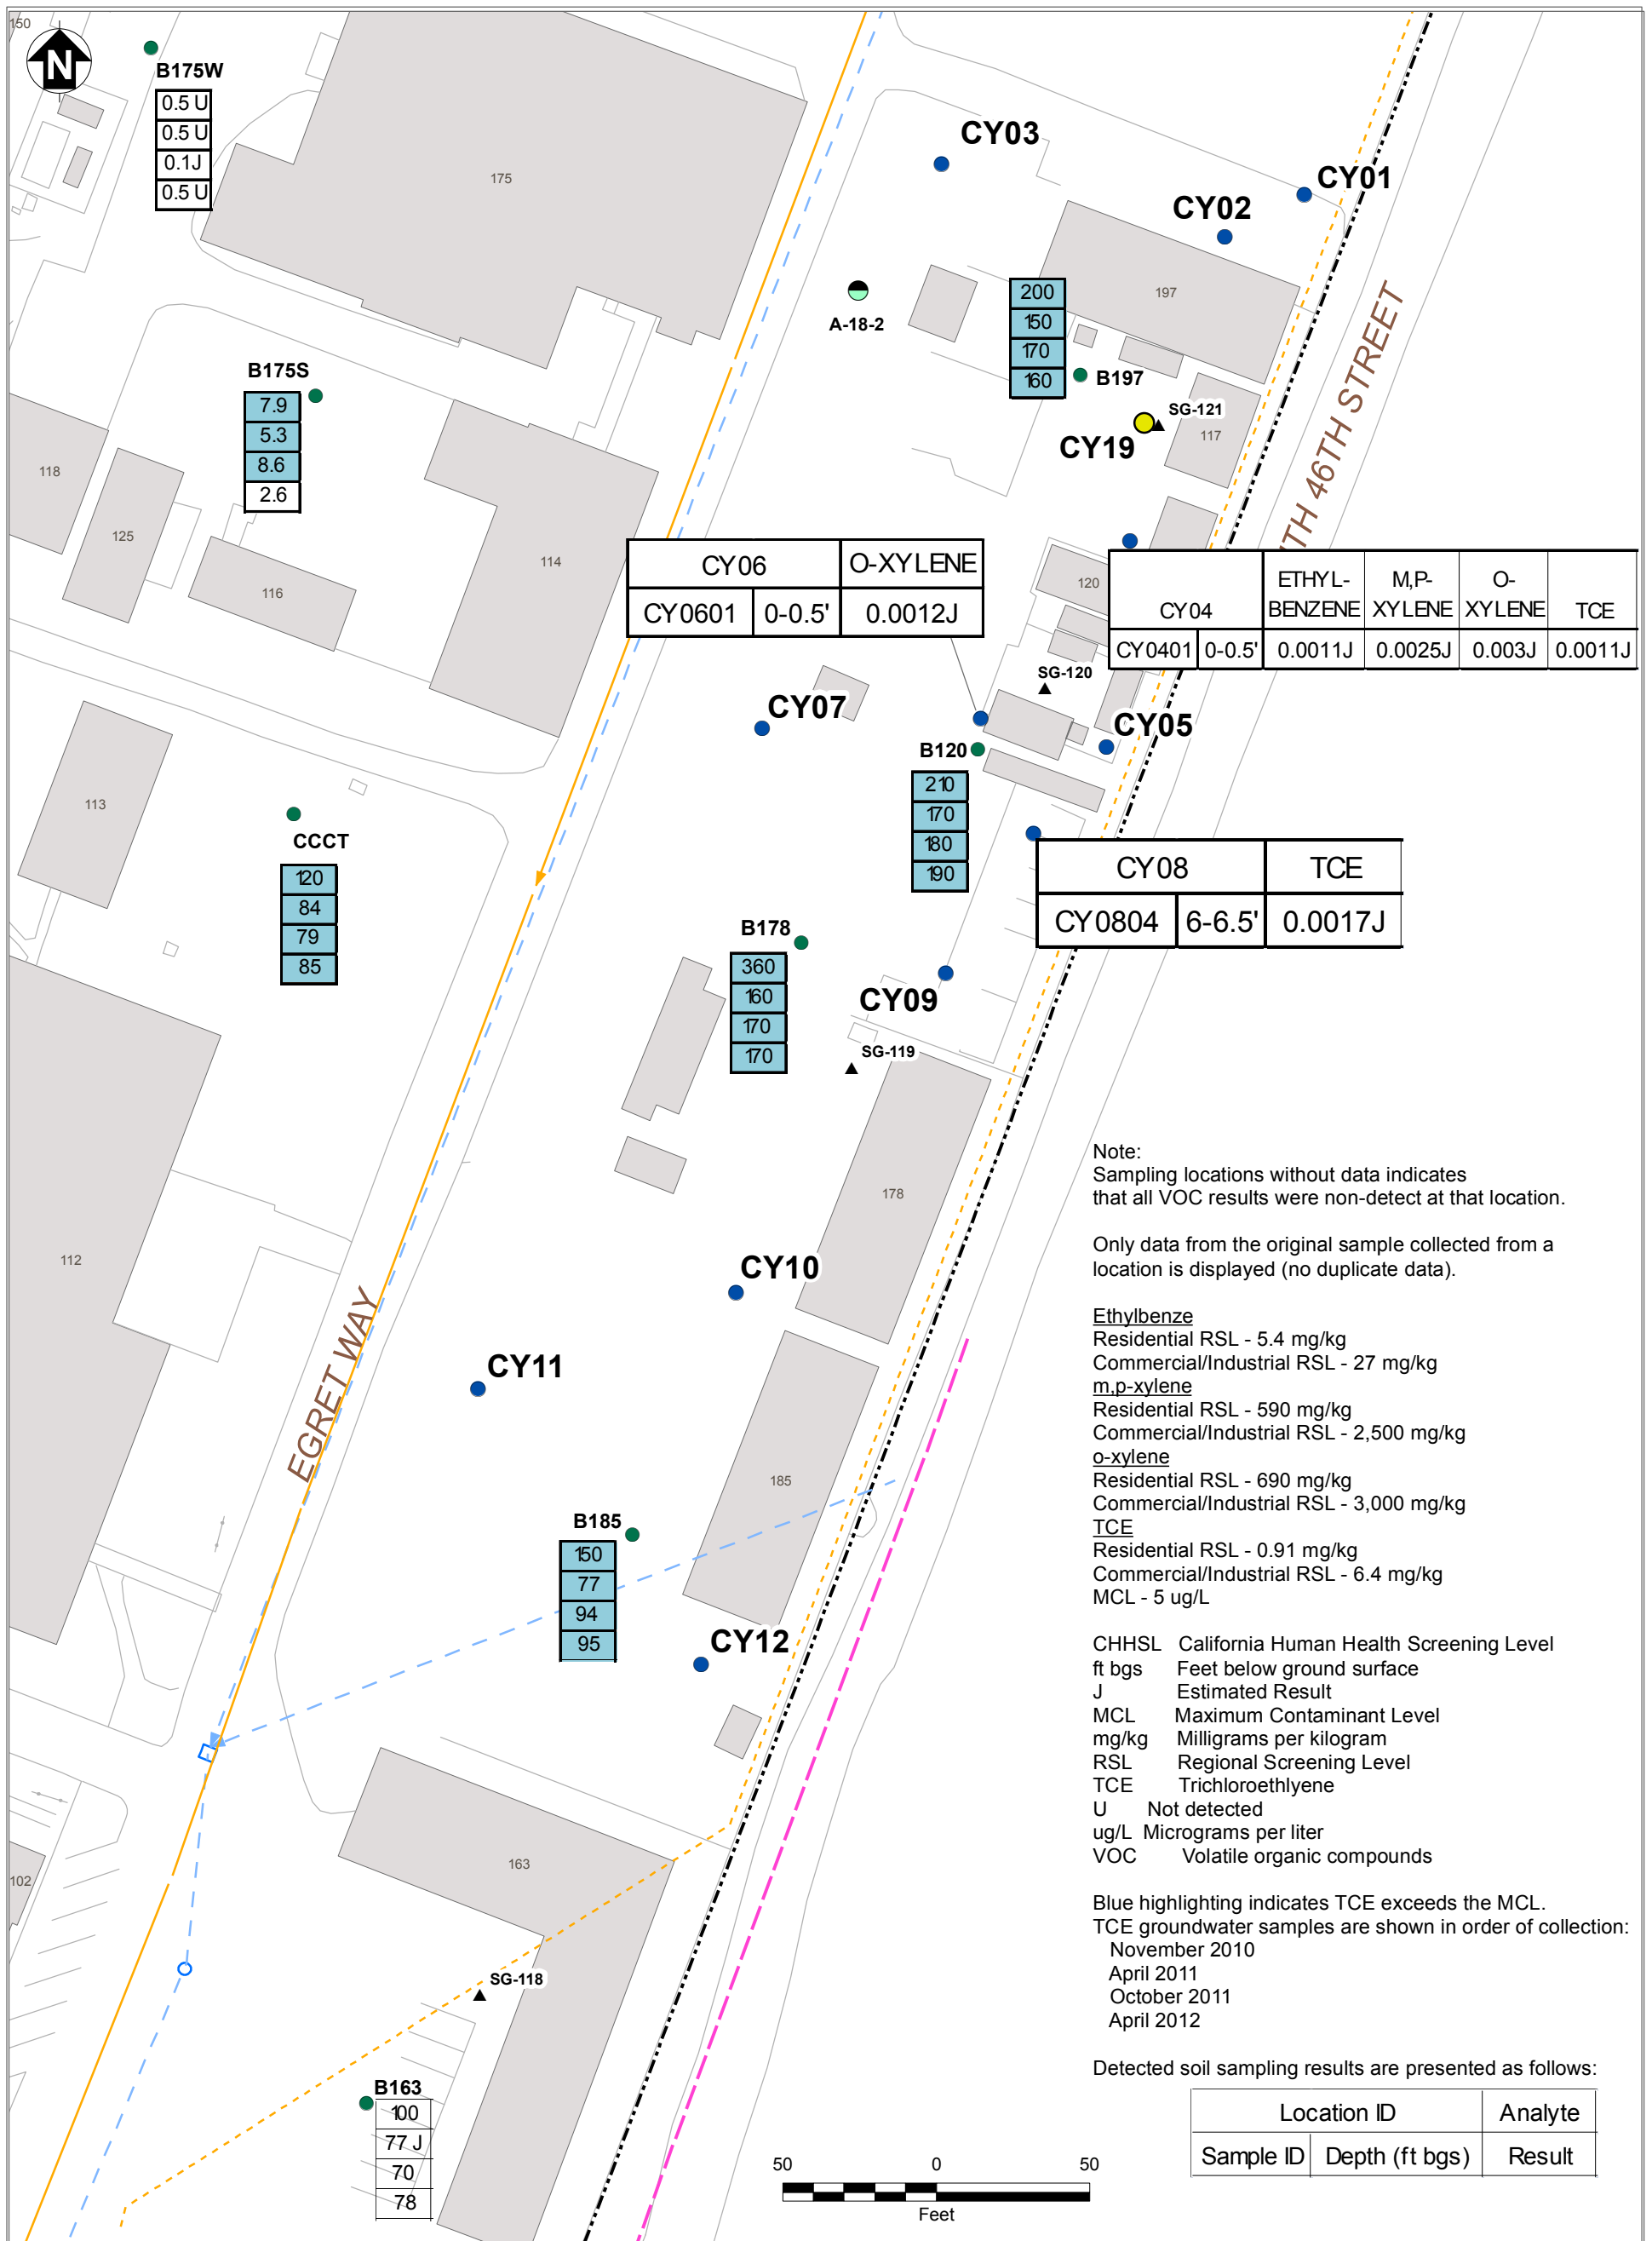 150
N
B175W
0.5 U
0.5 U
0.1J
0.5 U
175
CY03
CY01
CY02
197
A-18-2
200
150
170
160
B197
SG-121
CY19
117
TH 46TH STREET
B175S
7.9
5.3
8.6
2.6
118
125
116
114
CY06 O-XYLENE
CY0601 0-0.5' 0.0012J
120
CY04 ETHYL-BENZENE M,P-XYLENE O-XYLENE TCE
CY0401 0-0.5' 0.0011J 0.0025J 0.003J 0.0011J
SG-120
CY07
CY05
B120
210
170
180
190
113
CCCT
120
84
79
85
CY08 TCE
CY0804 6-6.5' 0.0017J
B178
360
160
170
170
CY09
SG-119
178
112
EGRET WAY
CY10
CY11
185
B185
150
77
94
95
CY12
163
102
SG-118
B163
100
77 J
70
78
Note:
Sampling locations without data indicates
that all VOC results were non-detect at that location.
Only data from the original sample collected from a
location is displayed (no duplicate data).
Ethylbenze
Residential RSL - 5.4 mg/kg
Commercial/Industrial RSL - 27 mg/kg
m,p-xylene
Residential RSL - 590 mg/kg
Commercial/Industrial RSL - 2,500 mg/kg
o-xylene
Residential RSL - 690 mg/kg
Commercial/Industrial RSL - 3,000 mg/kg
TCE
Residential RSL - 0.91 mg/kg
Commercial/Industrial RSL - 6.4 mg/kg
MCL - 5 ug/L
CHHSL California Human Health Screening Level
ft bgs Feet below ground surface
J Estimated Result
MCL Maximum Contaminant Level
mg/kg Milligrams per kilogram
RSL Regional Screening Level
TCE Trichloroethlyene
U Not detected
ug/L Micrograms per liter
VOC Volatile organic compounds
Blue highlighting indicates TCE exceeds the MCL.
TCE groundwater samples are shown in order of collection:
November 2010
April 2011
October 2011
April 2012
Detected soil sampling results are presented as follows:
Location ID Analyte
Sample ID Depth (ft bgs) Result
50 0 50
Feet